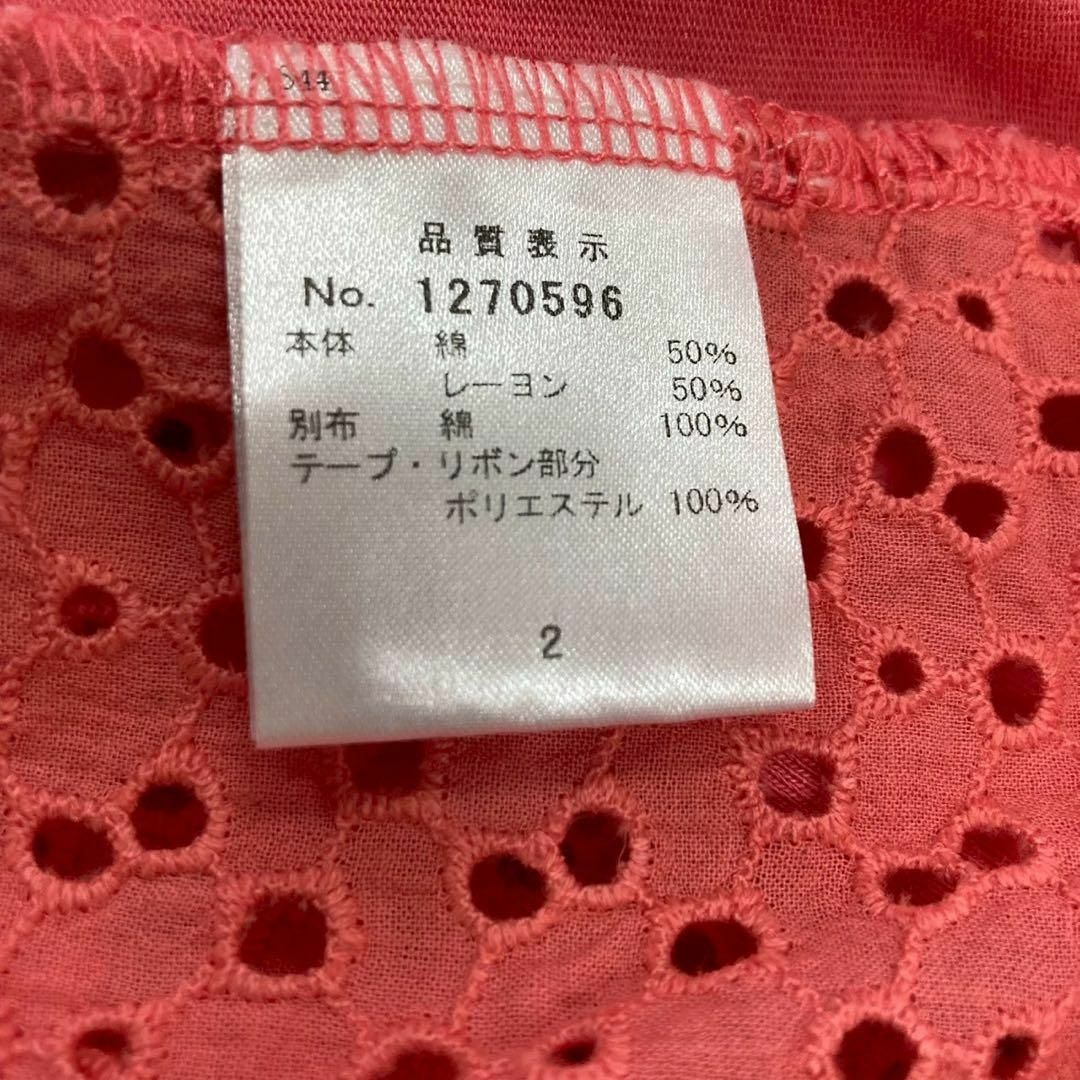 S44
品質表示
No. 1270596
本体 綿 50%
レーヨン 50%
別布 綿 100%
テープ・リボン部分
ポリエステル 100%
2